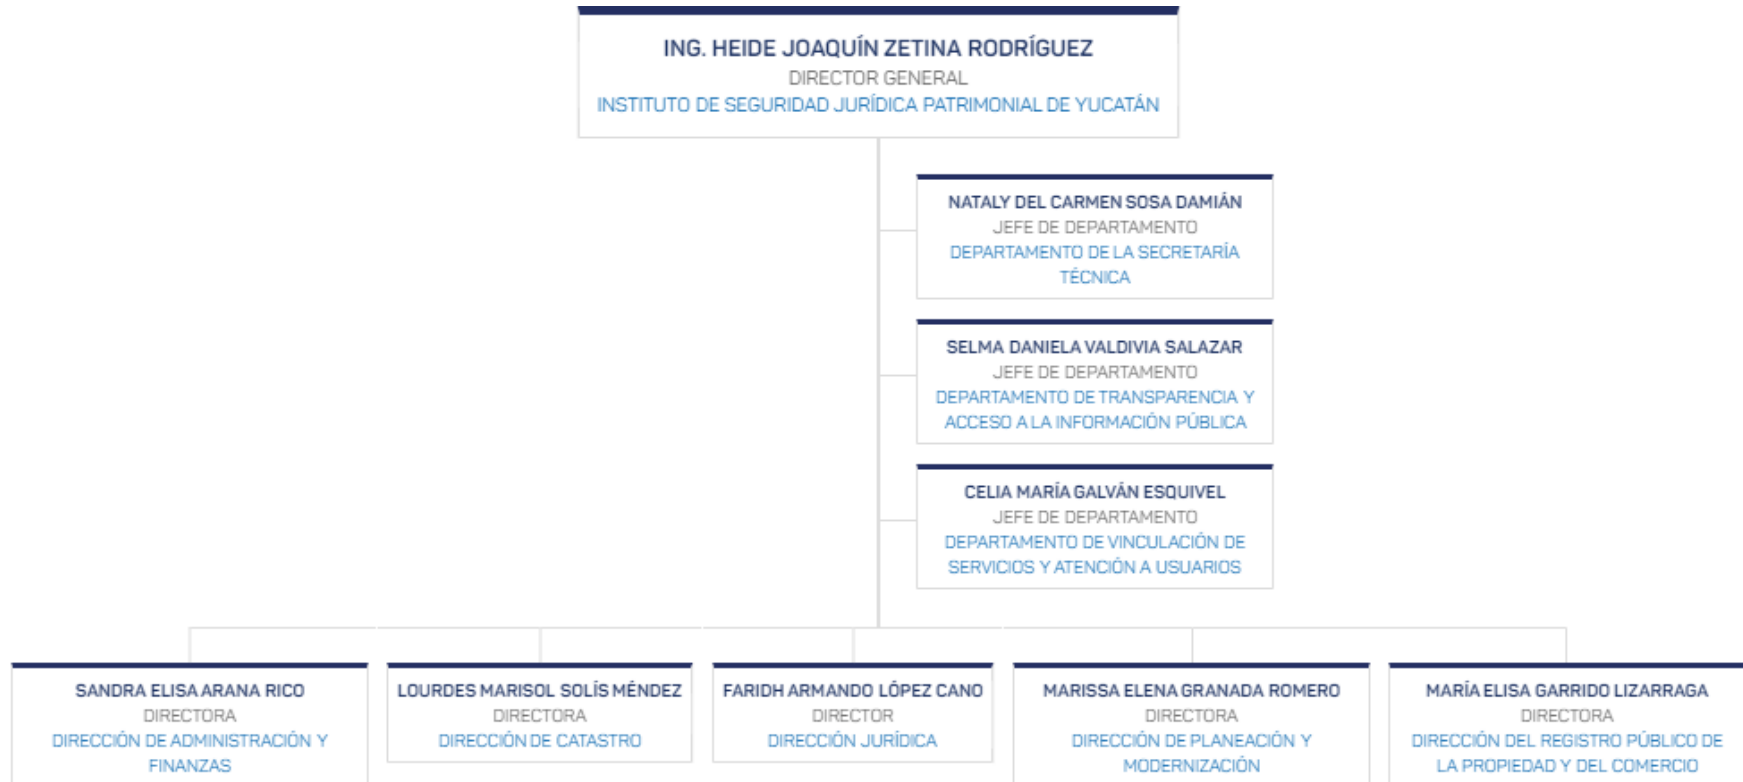 ING. HEIDE JOAQUÍN ZETINA RODRÍGUEZ
DIRECTOR GENERAL
INSTITUTO DE SEGURIDAD JURÍDICA PATRIMONIAL DE YUCATÁN
NATALY DEL CARMEN SOSA DAMIÁN
JEFE DE DEPARTAMENTO
DEPARTAMENTO DE LA SECRETARÍA
TÉCNICA
SELMA DANIELA VALDIVIA SALAZAR
JEFE DE DEPARTAMENTO
DEPARTAMENTO DE TRANSPARENCIA Y
ACCESO A LA INFORMACIÓN PÚBLICA
CELIA MARÍA GALVÁN ESQUIVEL
JEFE DE DEPARTAMENTO
DEPARTAMENTO DE VINCULACIÓN DE
SERVICIOS Y ATENCIÓN A USUARIOS
SANDRA ELISA ARANA RICO
DIRECTORA
DIRECCIÓN DE ADMINISTRACIÓN Y
FINANZAS
LOURDES MARISOL SOLÍS MÉNDEZ
DIRECTORA
DIRECCIÓN DE CATASTRO
FARIDH ARMANDO LÓPEZ CANO
DIRECTOR
DIRECCIÓN JURÍDICA
MARISSA ELENA GRANADA ROMERO
DIRECTORA
DIRECCIÓN DE PLANEACIÓN Y
MODERNIZACIÓN
MARÍA ELISA GARRIDO LIZARRAGA
DIRECTORA
DIRECCIÓN DEL REGISTRO PÚBLICO DE
LA PROPIEDAD Y DEL COMERCIO